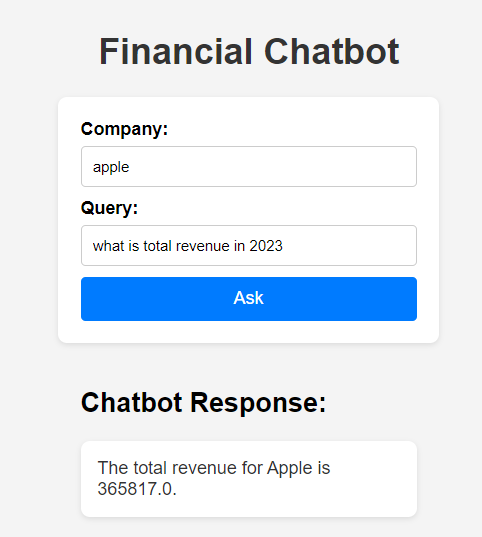 Financial Chatbot
Company:
apple
Query:
what is total revenue in 2023
Ask
Chatbot Response:
The total revenue for Apple is
365817.0.